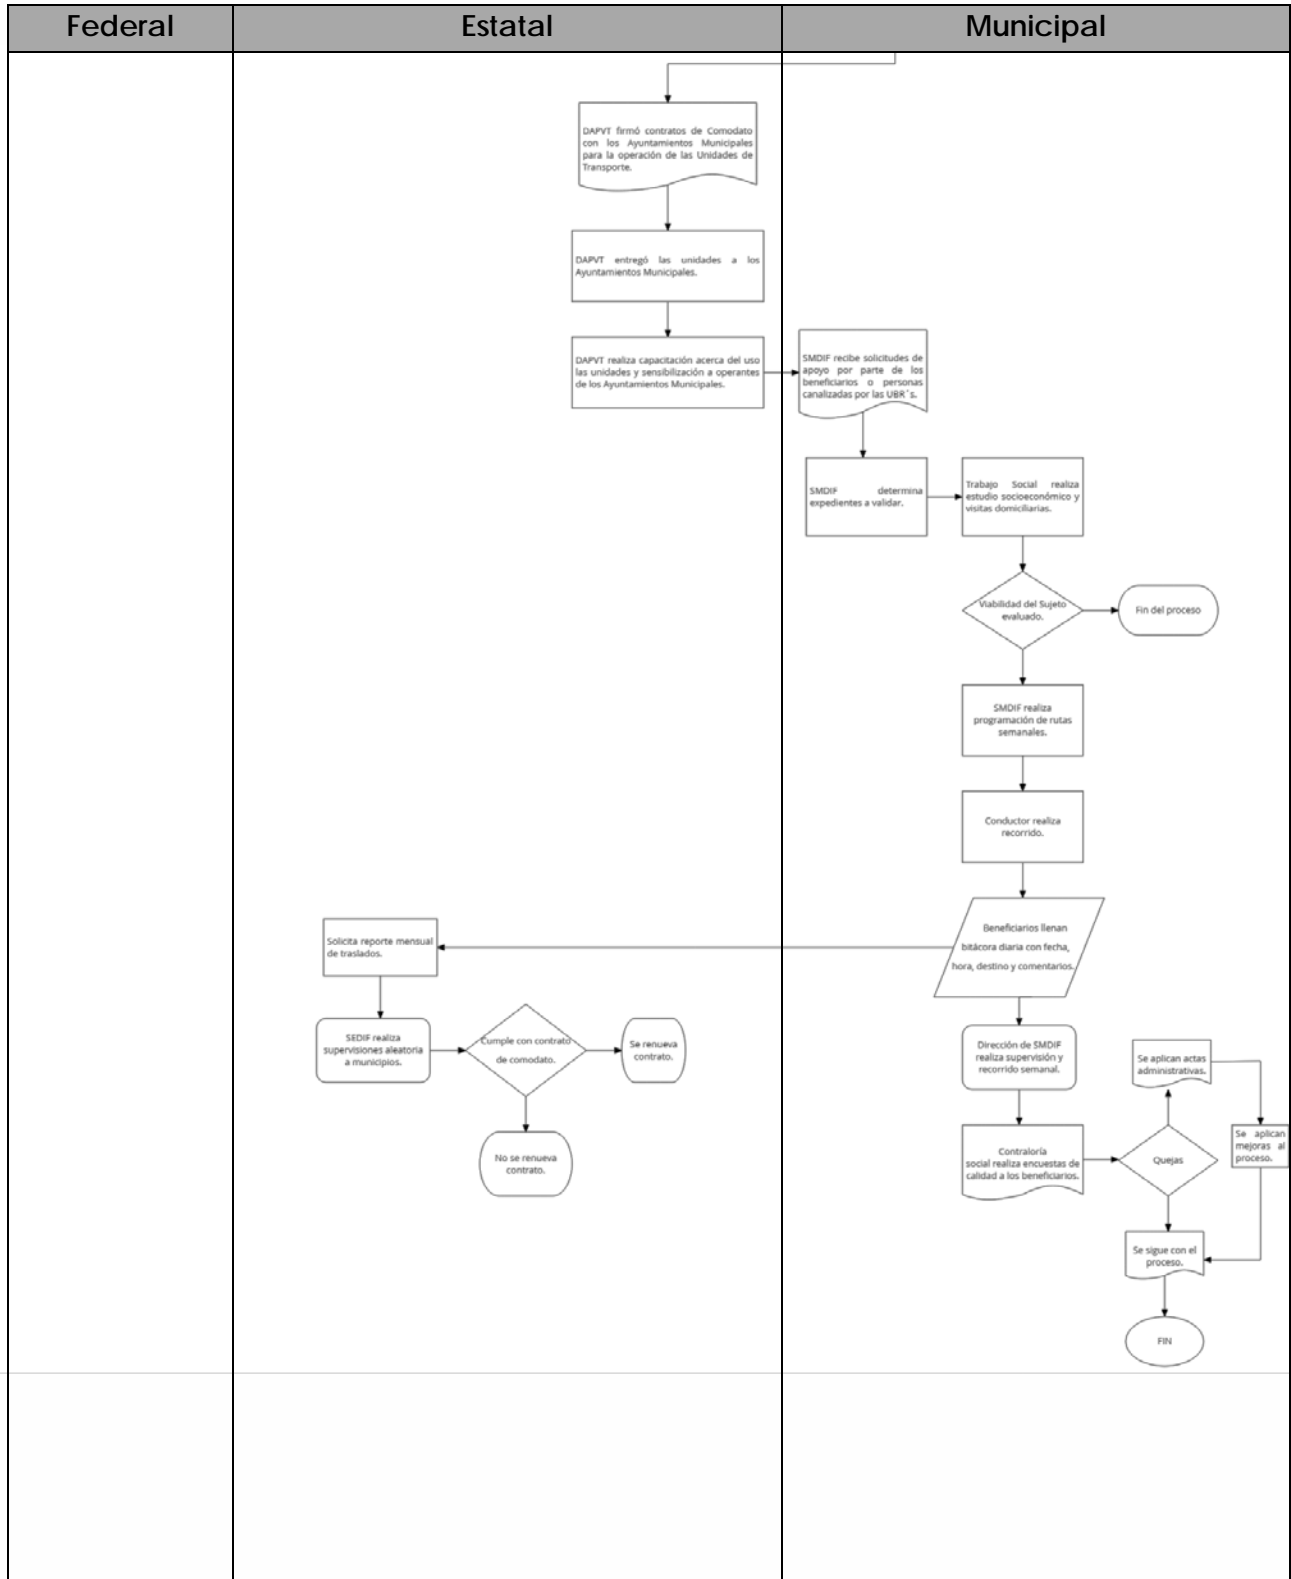 Federal
Estatal
Municipal
DAPVT firmó contratos de Comodato
con los Ayuntamientos Municipales
para la operación de las Unidades de
Transporte.
DAPVT entregó las unidades a los
Ayuntamientos Municipales.
DAPVT realiza capacitación acerca del uso
las unidades y sensibilización a operantes
de los Ayuntamientos Municipales.
SMDIF recibe solicitudes de
apoyo por parte de los
beneficiarios o personas
canalizadas por las UBR´s.
SMDIF determina
expedientes a validar.
Trabajo Social realiza
estudio socioeconómico y
visitas domiciliarias.
Viabilidad del Sujeto
evaluado.
Fin del proceso
SMDIF realiza
programación de rutas
semanales.
Conductor realiza
recorrido.
Beneficiarios llenan
bitácora diaria con fecha,
hora, destino y comentarios.
Solicita reporte mensual
de traslados.
SEDIF realiza
supervisiones aleatoria
a municipios.
Cumple con contrato
de comodato.
Se renueva
contrato.
No se renueva
contrato.
Dirección de SMDIF
realiza supervisión y
recorrido semanal.
Contraloría
social realiza encuestas de
calidad a los beneficiarios.
Quejas
Se aplican actas
administrativas.
Se aplican
mejoras al
proceso.
Se sigue con el
proceso.
FIN